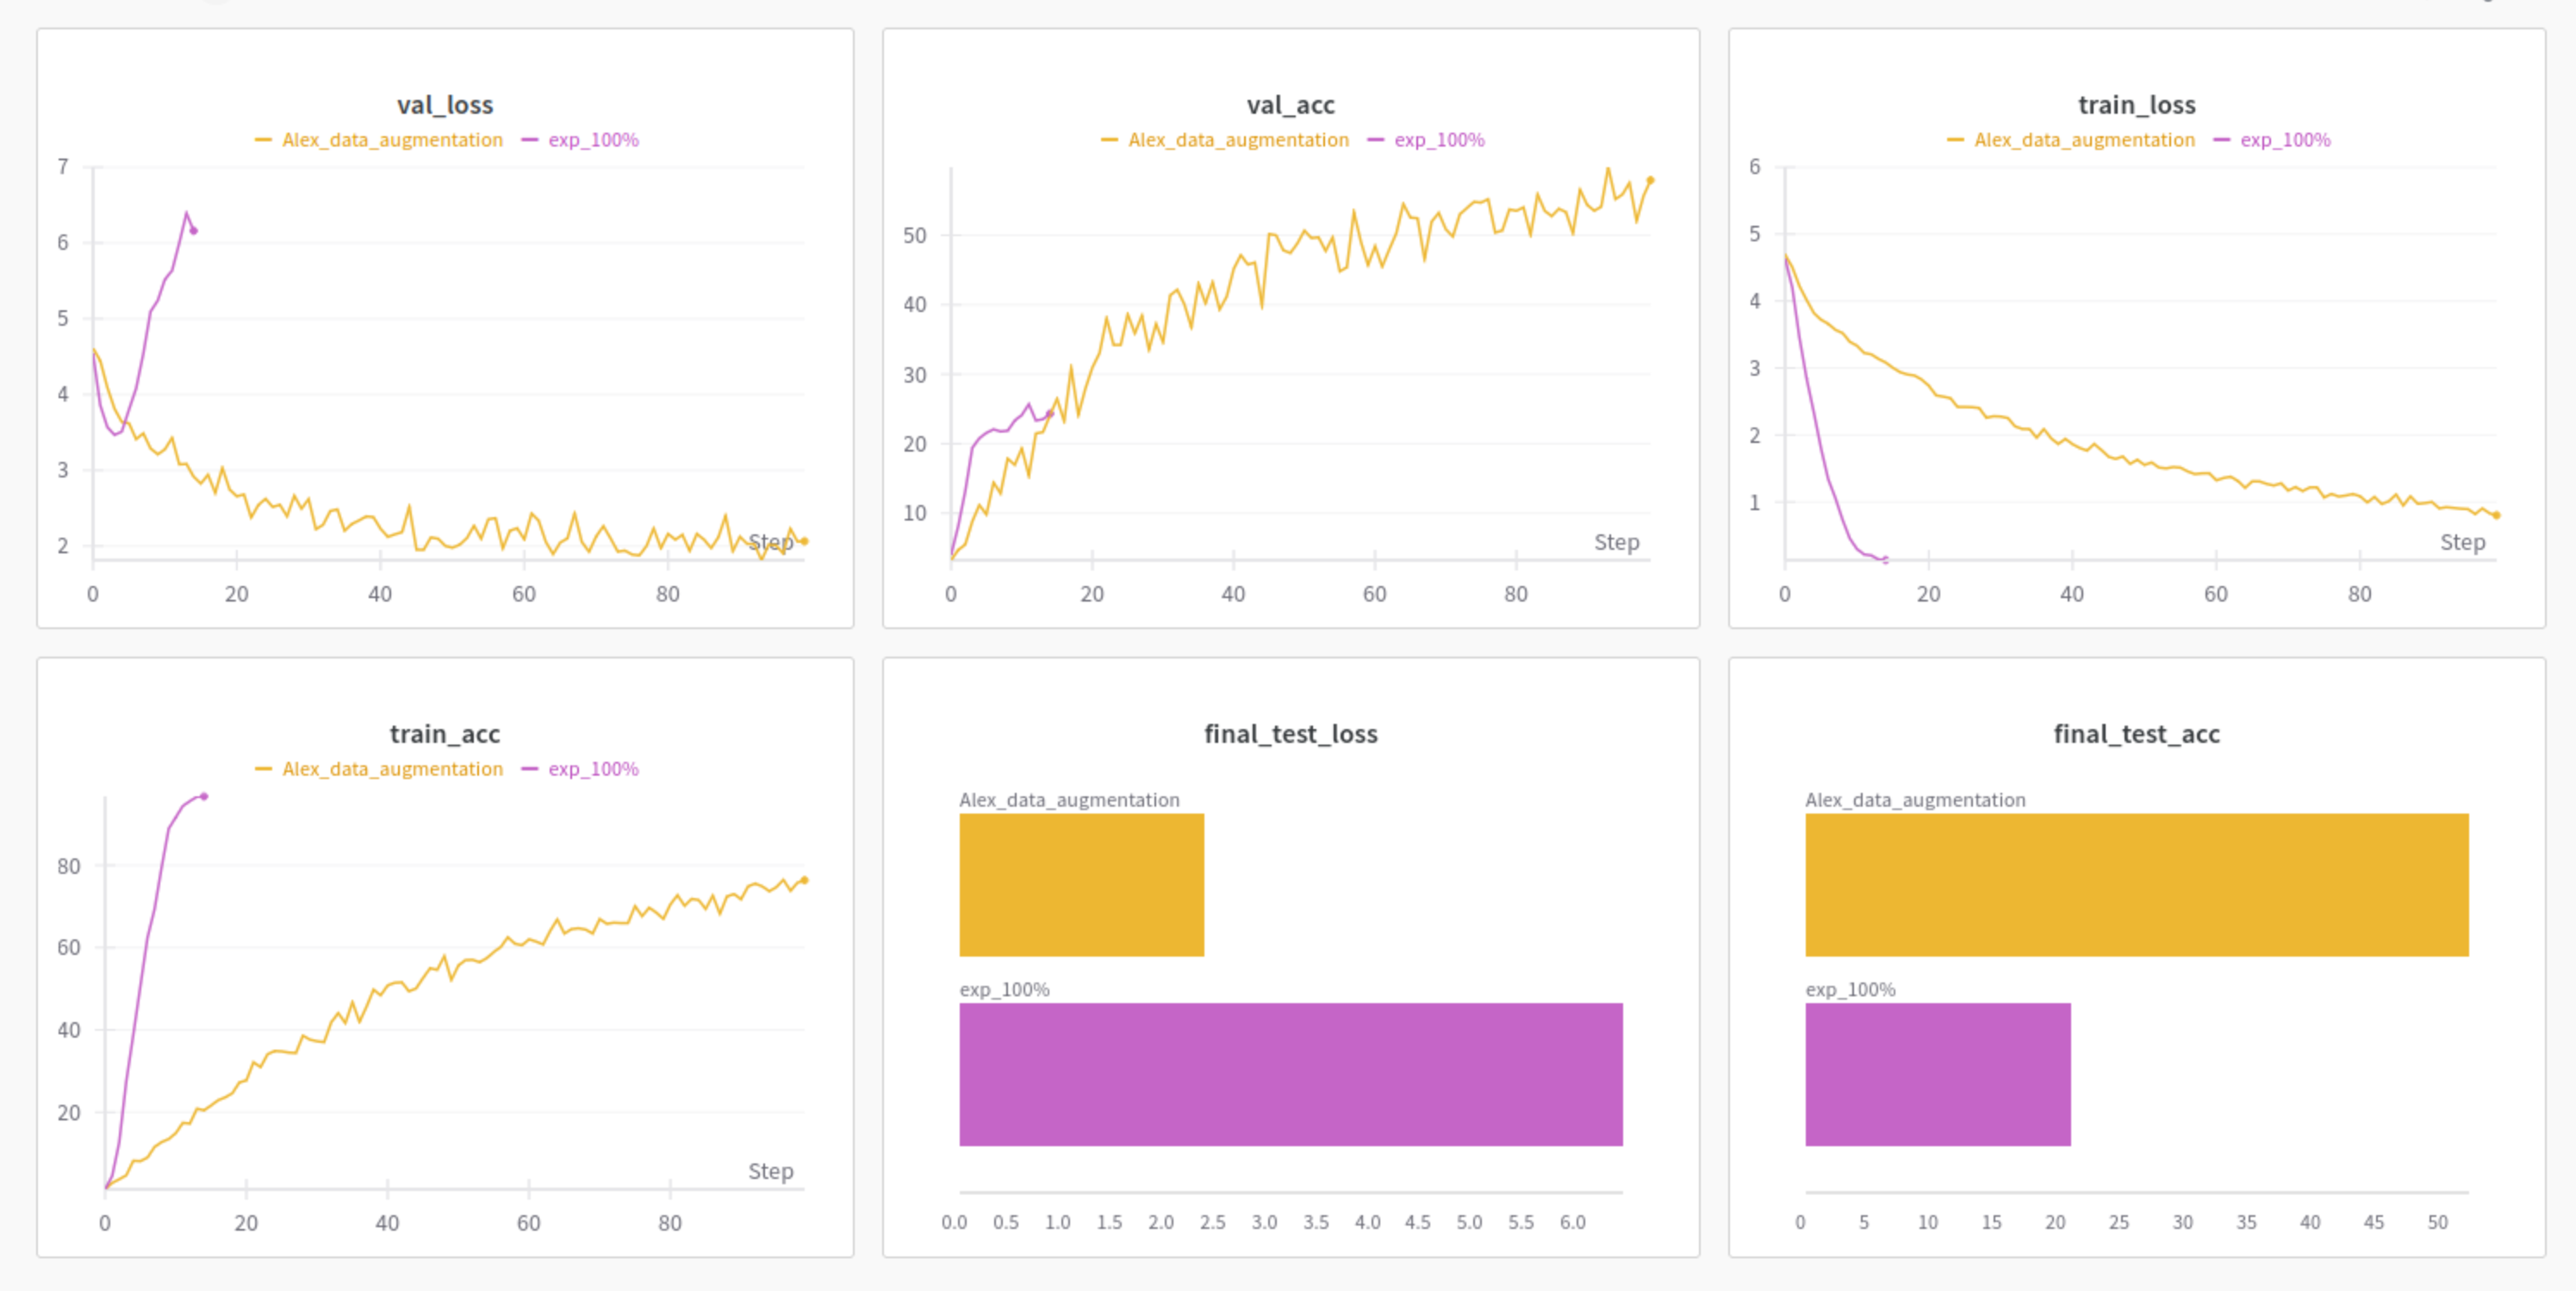 val_loss
Alex_data_augmentation exp_100%
7
6
5
4
3
2
Step
0 20 40 60 80
val_acc
Alex_data_augmentation exp_100%
50
40
30
20
10
Step
0 20 40 60 80
train_loss
Alex_data_augmentation exp_100%
6
5
4
3
2
1
Step
0 20 40 60 80
train_acc
Alex_data_augmentation exp_100%
80
60
40
20
Step
0 20 40 60 80
final_test_loss
Alex_data_augmentation
exp_100%
0.0 0.5 1.0 1.5 2.0 2.5 3.0 3.5 4.0 4.5 5.0 5.5 6.0
final_test_acc
Alex_data_augmentation
exp_100%
0 5 10 15 20 25 30 35 40 45 50